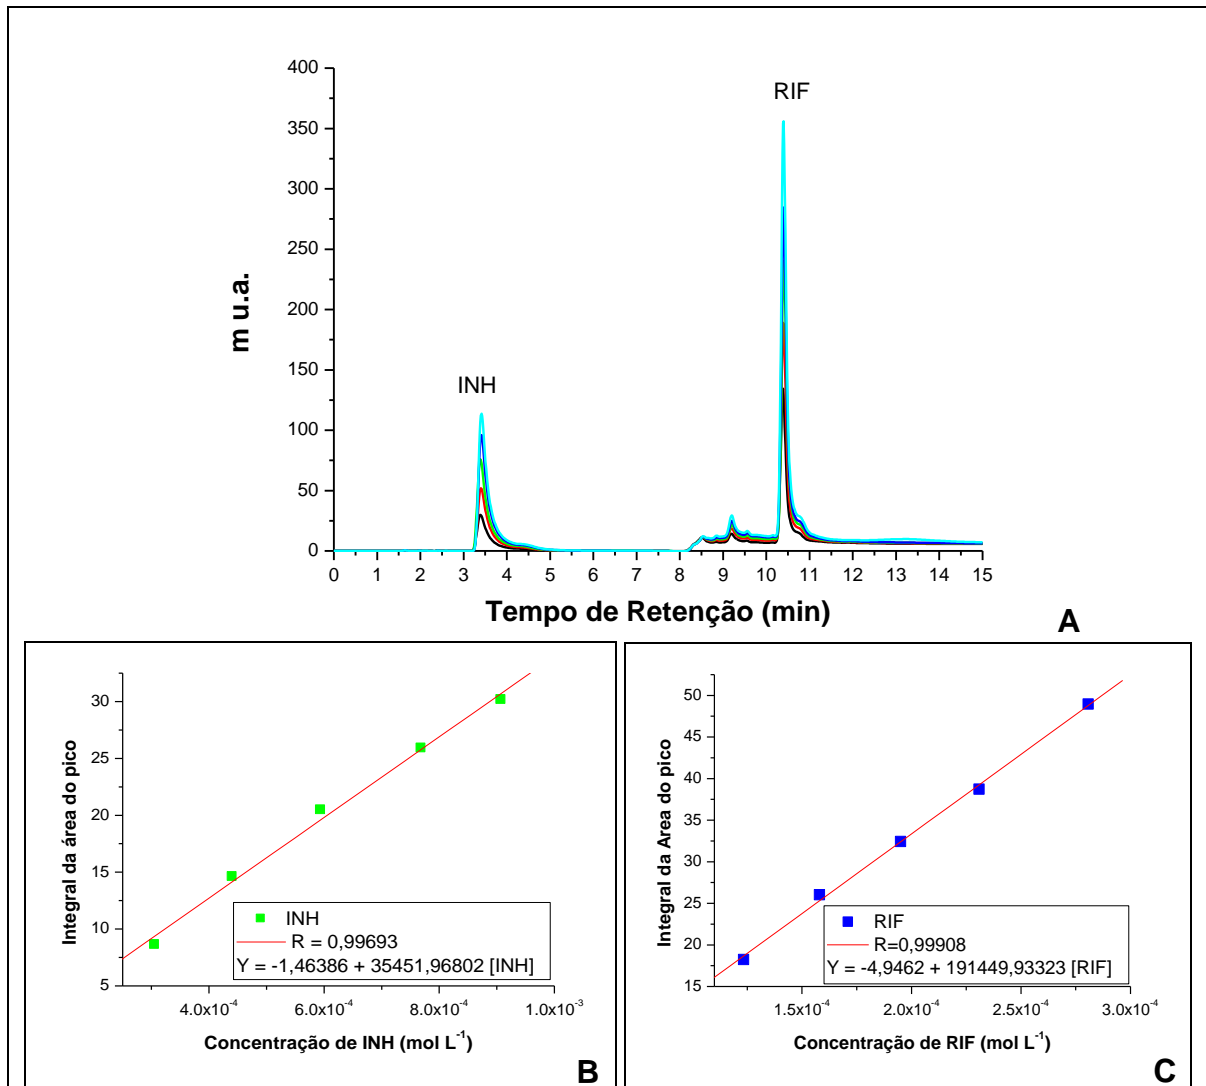 400
350
300
250
200
150
100
50
0
m u.a.
INH
RIF
0 1 2 3 4 5 6 7 8 9 10 11 12 13 14 15
Tempo de Retenção (min)
A
30
25
20
15
10
5
Integral da área do pico
INH
R = 0,99693
Y = -1,46386 + 35451,96802 [INH]
4.0x10⁻⁴ 6.0x10⁻⁴ 8.0x10⁻⁴ 1.0x10⁻³
Concentração de INH (mol L⁻¹)
B
50
45
40
35
30
25
20
15
Integral da Area do pico
RIF
R=0,99908
Y = -4,9462 + 191449,93323 [RIF]
1.5x10⁻⁴ 2.0x10⁻⁴ 2.5x10⁻⁴ 3.0x10⁻⁴
Concentração de RIF (mol L⁻¹)
C